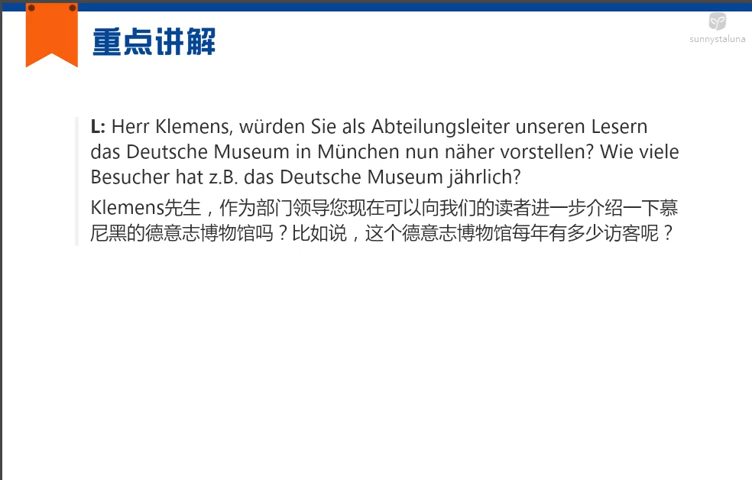 重点讲解
sunnystaluna
L: Herr Klemens, würden Sie als Abteilungsleiter unseren Lesern
das Deutsche Museum in München nun näher vorstellen? Wie viele
Besucher hat z.B. das Deutsche Museum jährlich?
Klemens先生，作为部门领导您现在可以向我们的读者进一步介绍一下慕
尼黑的德意志博物馆吗？比如说，这个德意志博物馆每年有多少访客呢？